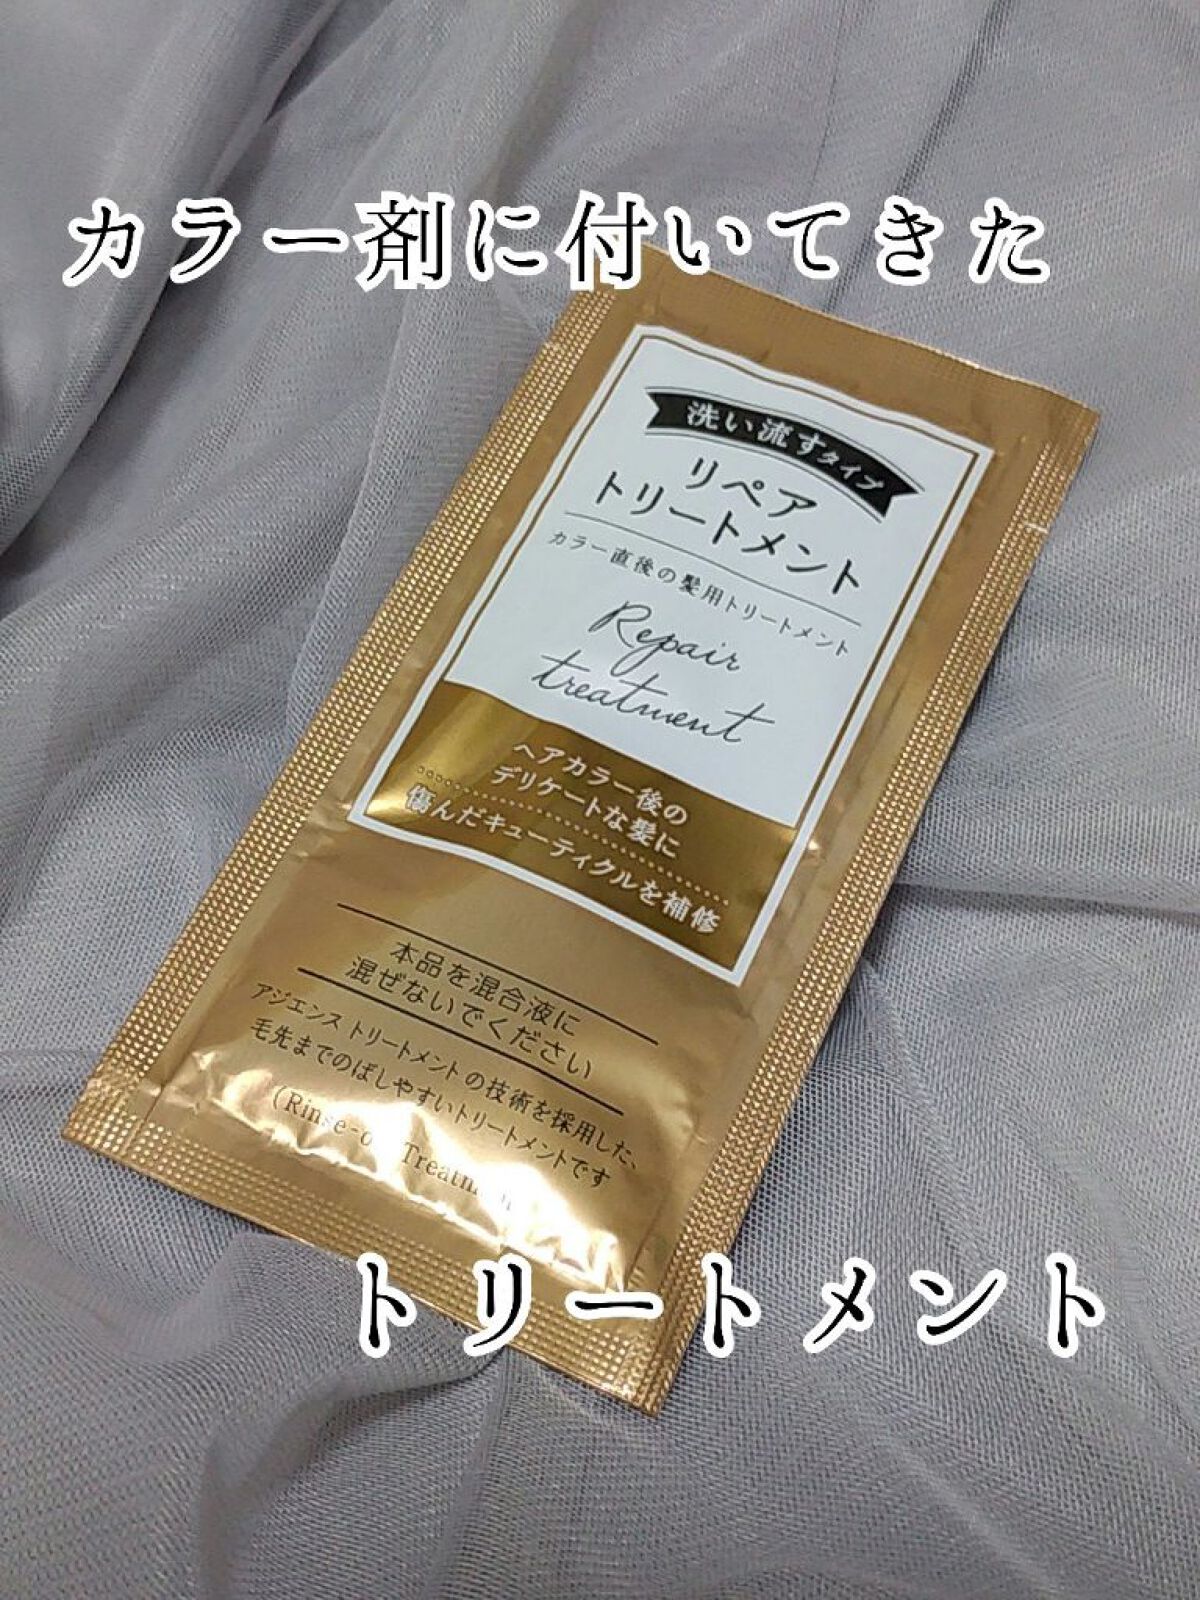 カラー剤に付いてきた
洗い流すタイプ
リペア
トリートメント
カラー直後の髪用トリートメント
Repair
treatment
ヘアカラー後の
デリケートな髪に
傷んだキューティクルを補修
本品を混合液に
混ぜないでください
アジエンス トリートメントの技術を採用した、
毛先までのばしやすいトリートメントです
(Rinse-o
トリートメント